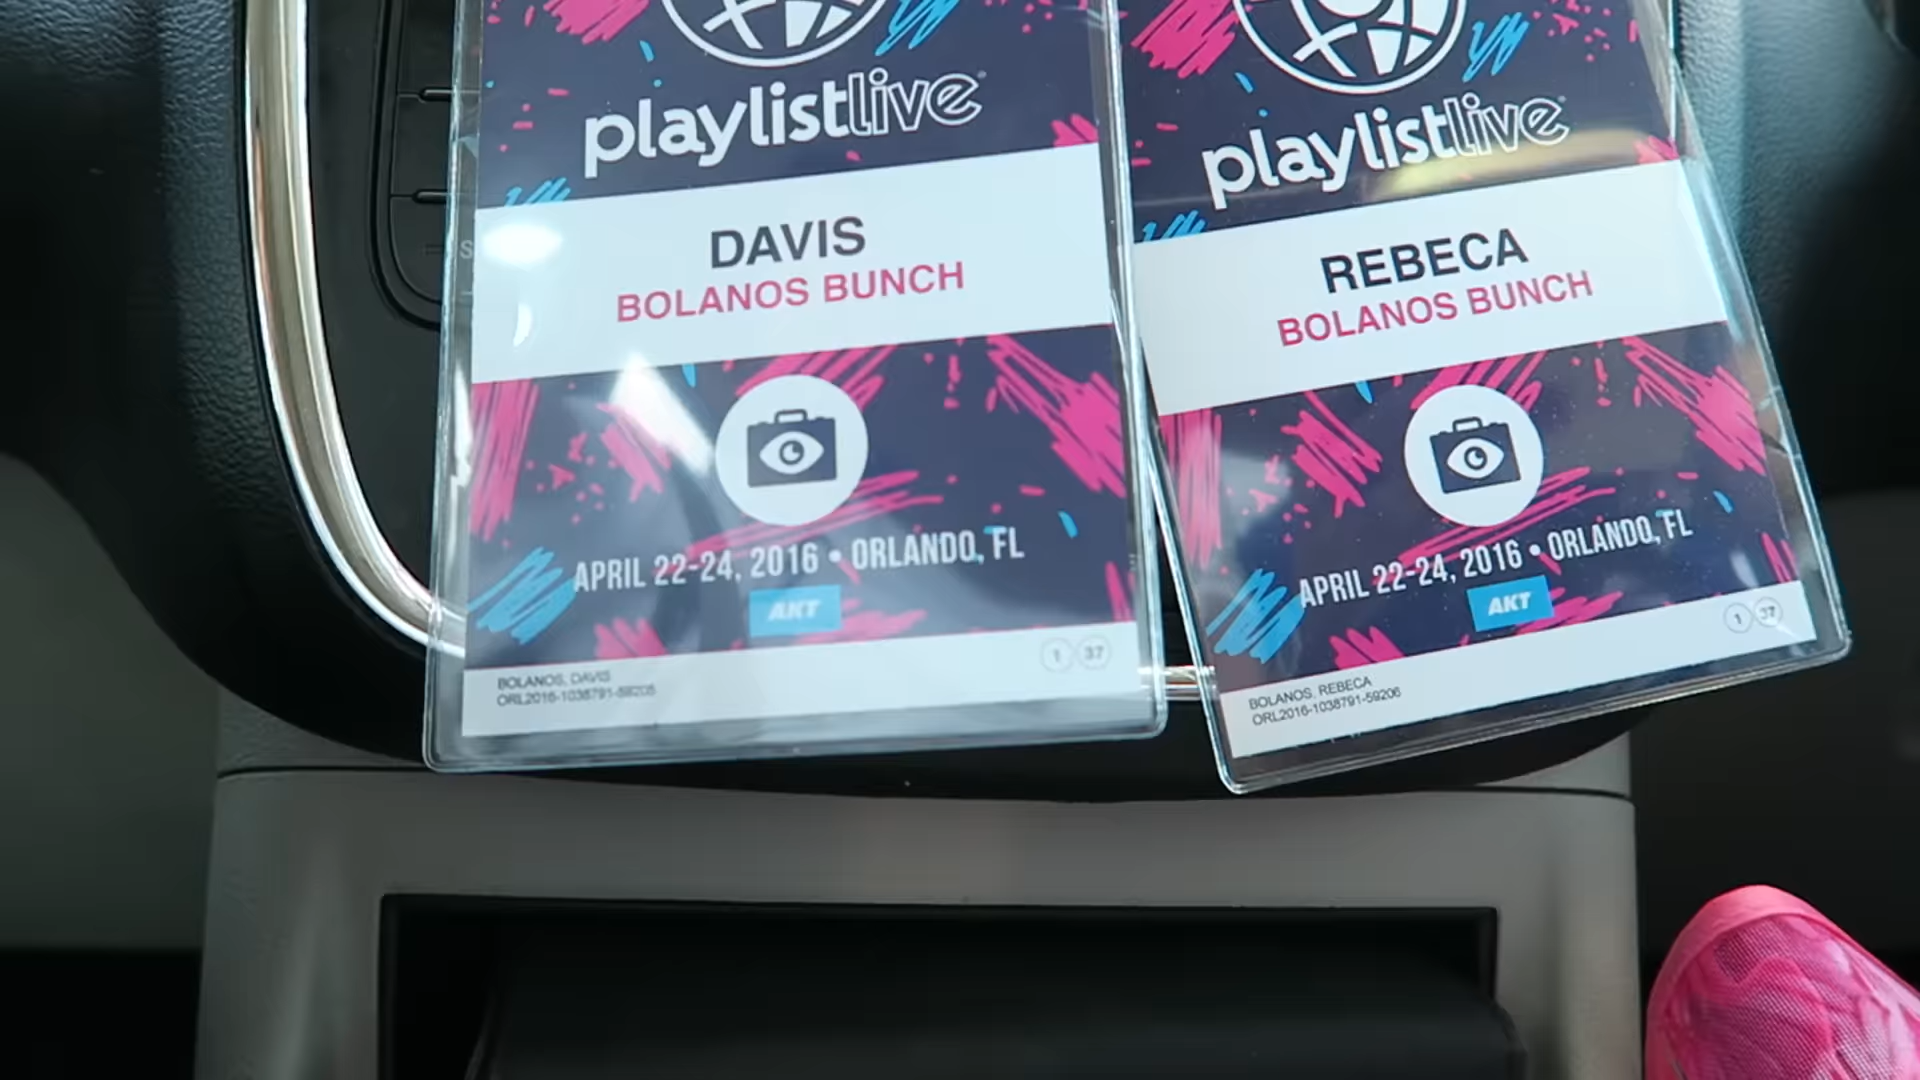 playlistlive
DAVIS
BOLANOS BUNCH
APRIL 22-24, 2016 • ORLANDO, FL
AKT
1 37
BOLANOS, DAVIS
ORL2016-1038791-59205
playlistlive
REBECA
BOLANOS BUNCH
APRIL 22-24, 2016 • ORLANDO, FL
AKT
1 37
BOLANOS, REBECA
ORL2016-1038791-59206